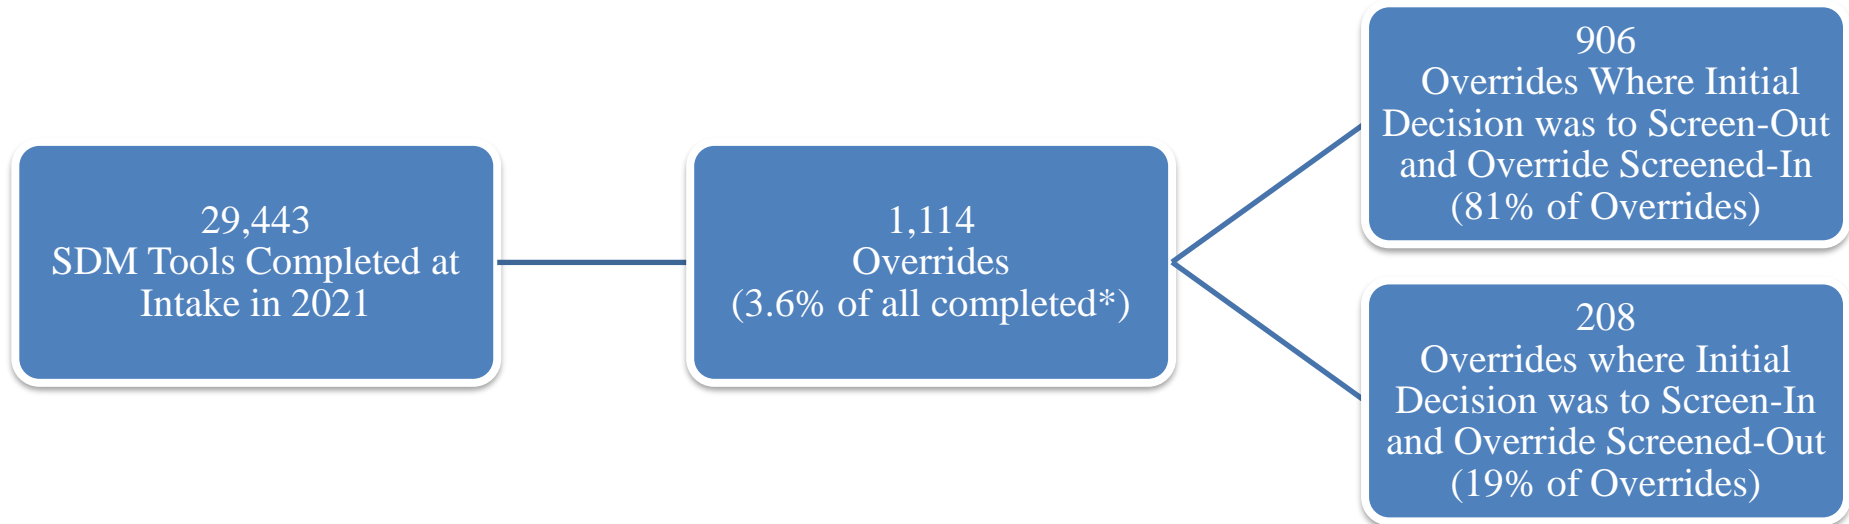 29,443
SDM Tools Completed at
Intake in 2021
1,114
Overrides
(3.6% of all completed*)
906
Overrides Where Initial
Decision was to Screen-Out
and Override Screened-In
(81% of Overrides)
208
Overrides where Initial
Decision was to Screen-In
and Override Screened-Out
(19% of Overrides)